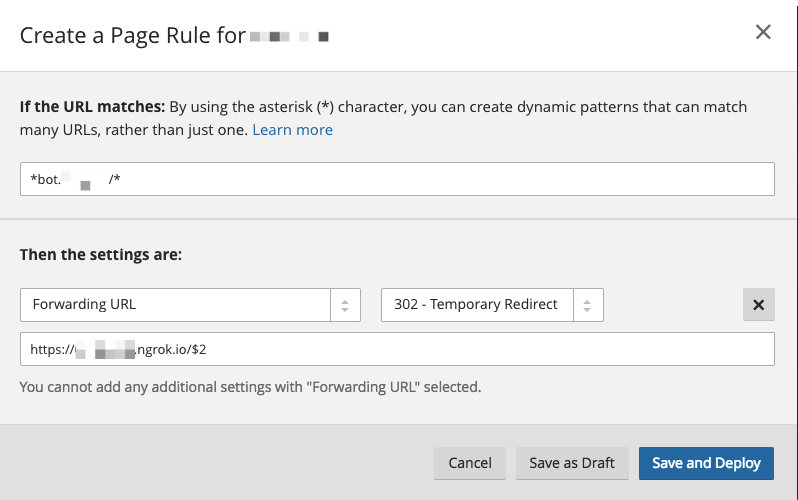 Create a Page Rule for
If the URL matches: By using the asterisk (*) character, you can create dynamic patterns that can match
many URLs, rather than just one. Learn more
*bot. /*
Then the settings are:
Forwarding URL 302 - Temporary Redirect
https:// .ngrok.io/$2
You cannot add any additional settings with "Forwarding URL" selected.
Cancel Save as Draft Save and Deploy